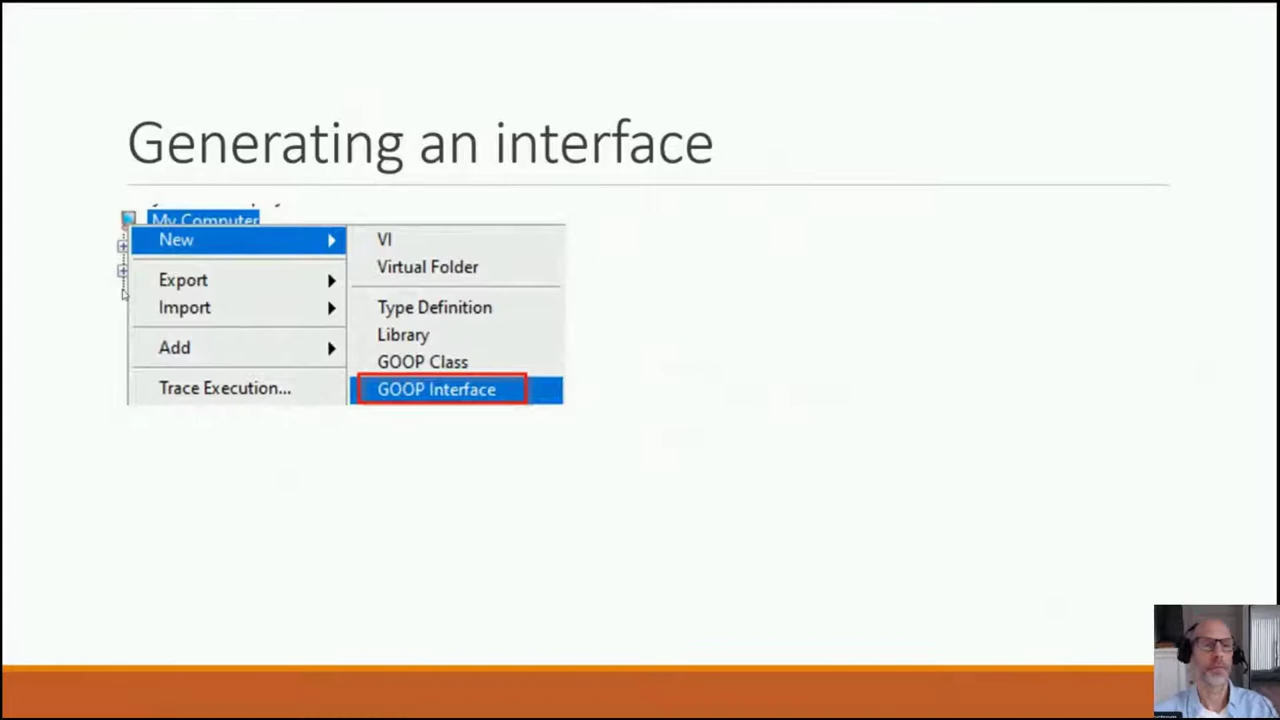 Generating an interface
My Computer
New
Export
Import
Add
Trace Execution...
VI
Virtual Folder
Type Definition
Library
GOOP Class
GOOP Interface